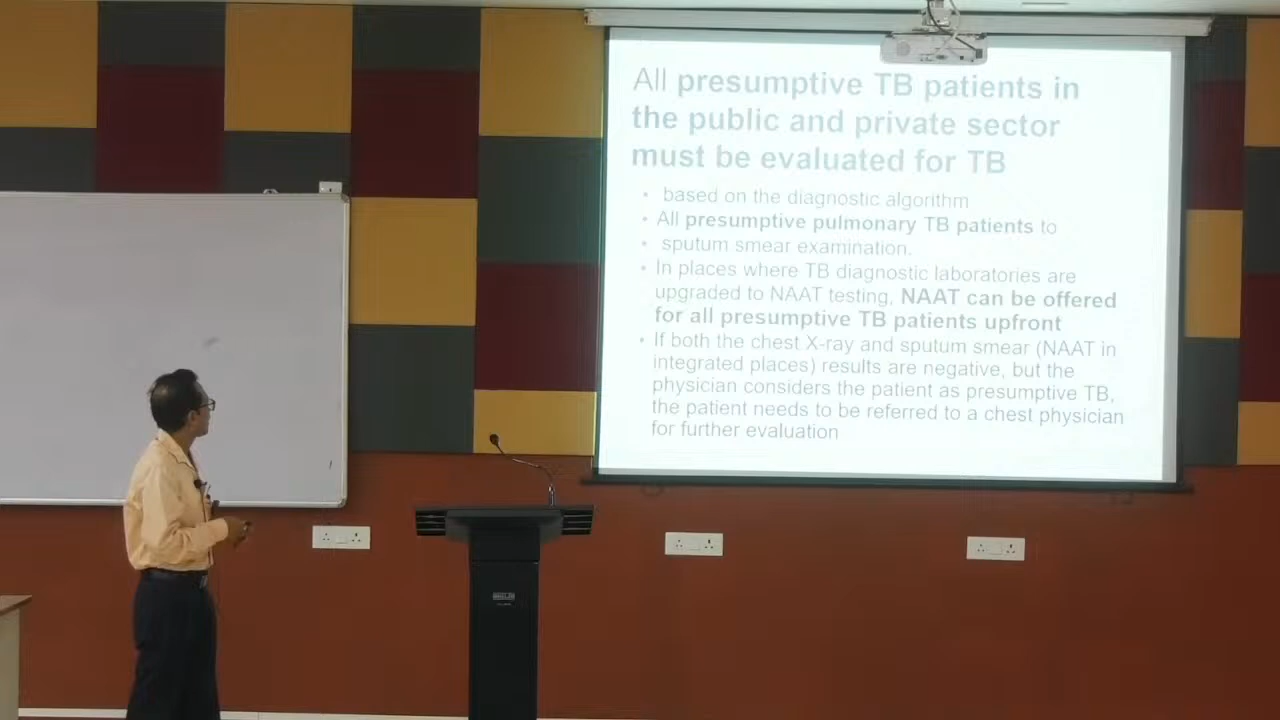 All presumptive TB patients in
the public and private sector
must be evaluated for TB
• based on the diagnostic algorithm
• All presumptive pulmonary TB patients to
• sputum smear examination.
• In places where TB diagnostic laboratories are
upgraded to NAAT testing, NAAT can be offered
for all presumptive TB patients upfront
• If both the chest X-ray and sputum smear (NAAT in
integrated places) results are negative, but the
physician considers the patient as presumptive TB,
the patient needs to be referred to a chest physician
for further evaluation